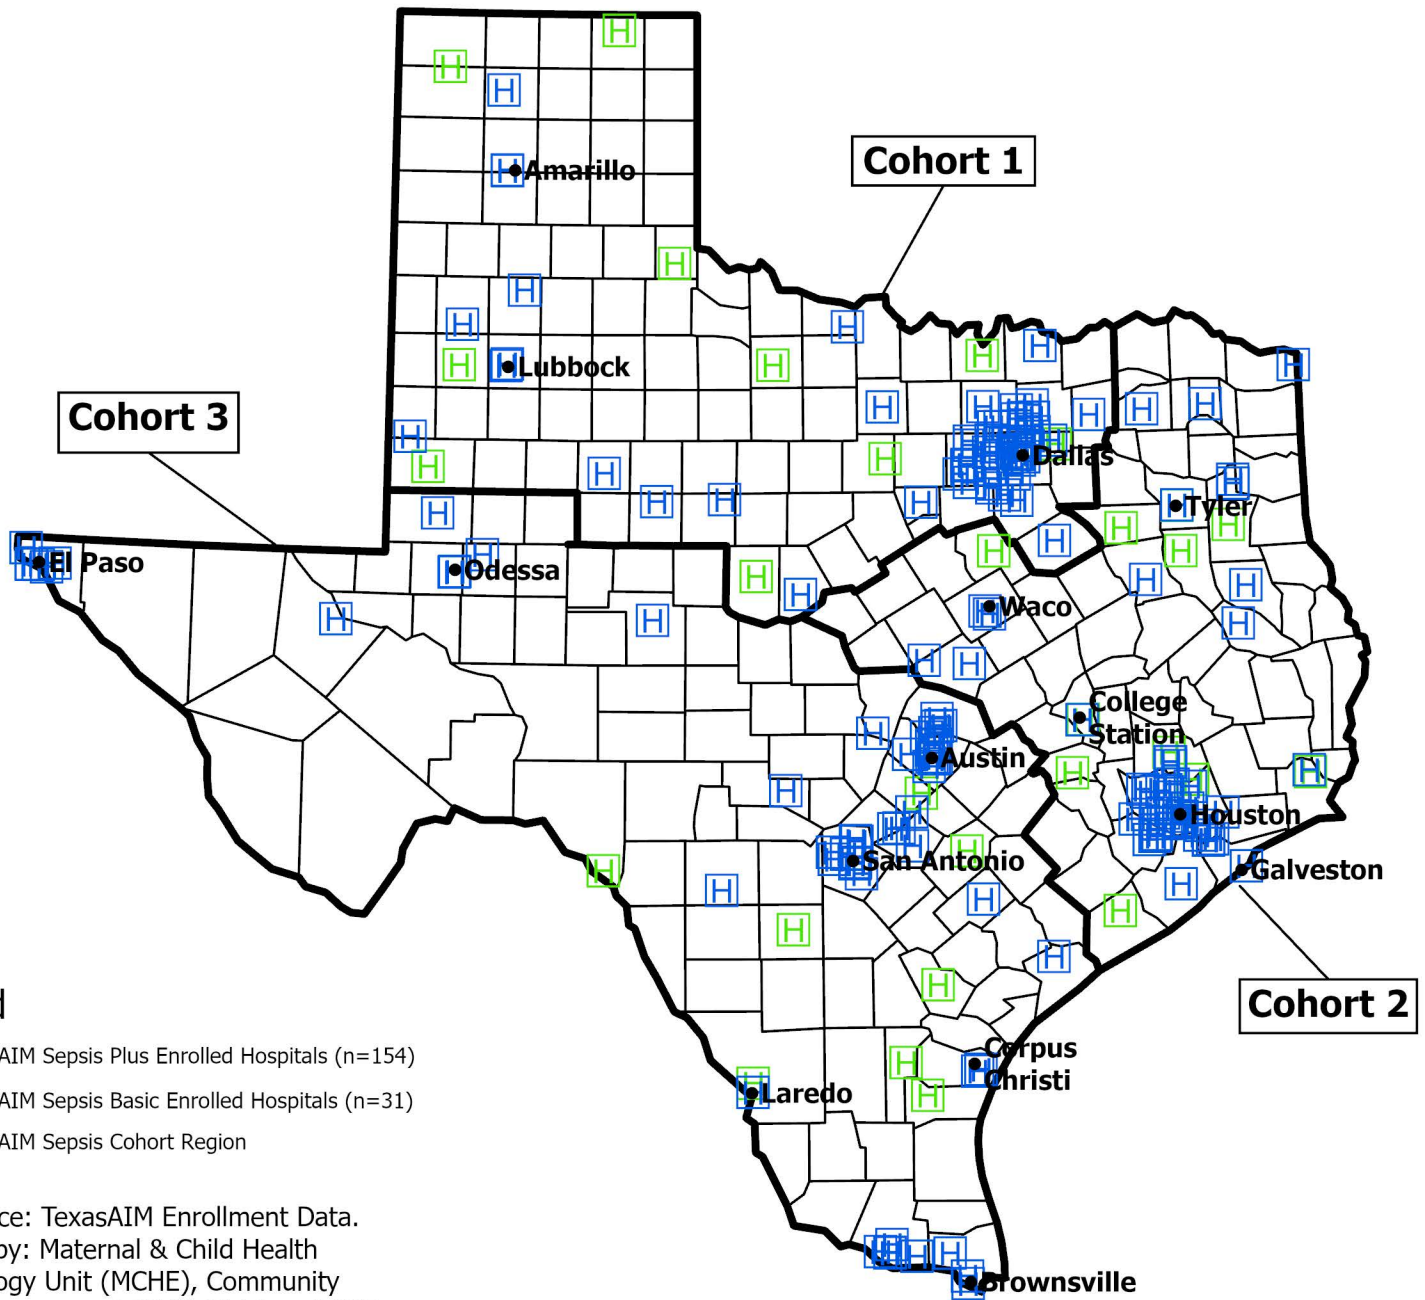 Cohort 1
Amarillo
Lubbock
Cohort 3
Dallas
Tyler
El Paso
Odessa
Waco
College
Station
Austin
Houston
San Antonio
Galveston
Cohort 2
AIM Sepsis Plus Enrolled Hospitals (n=154)
Corpus
Christi
Laredo
AIM Sepsis Basic Enrolled Hospitals (n=31)
AIM Sepsis Cohort Region
ce: TexasAIM Enrollment Data.
by: Maternal & Child Health
ogy Unit (MCHE), Community
Brownsville